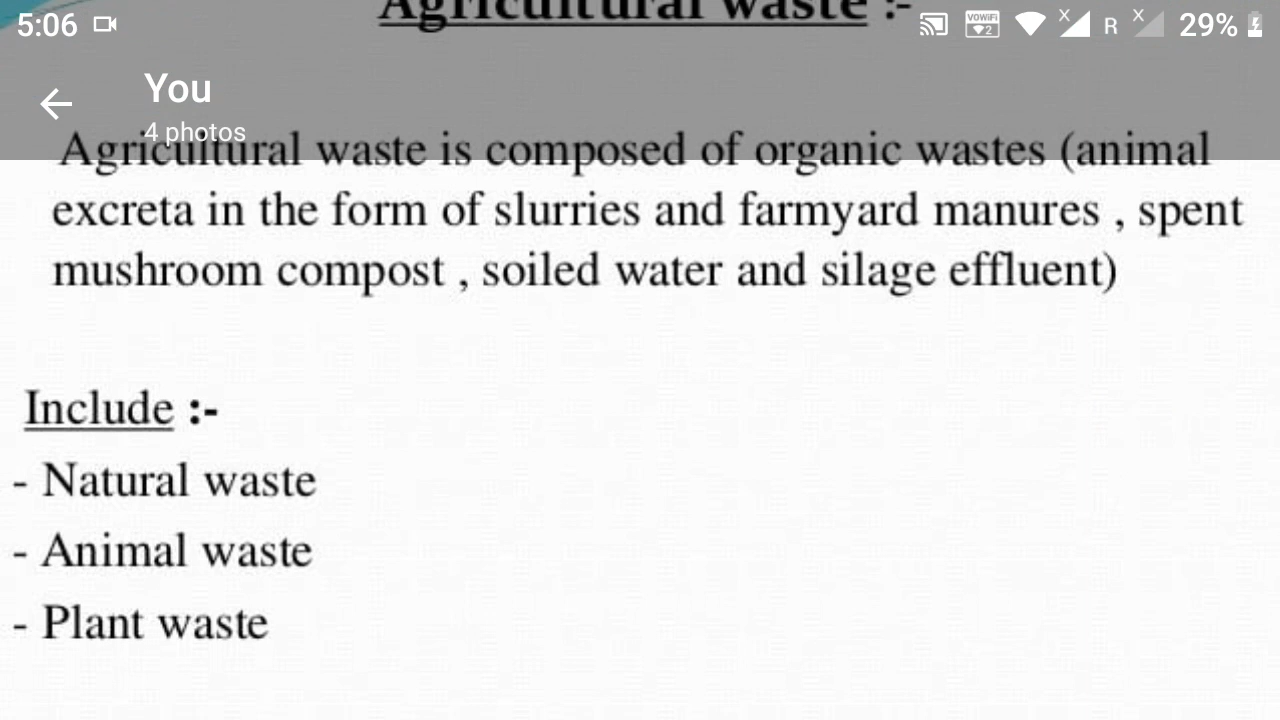 Agricultural waste :-
5:06 VOWIFI 2 X R X 29%
You
4 photos
Agricultural waste is composed of organic wastes (animal
excreta in the form of slurries and farmyard manures , spent
mushroom compost , soiled water and silage effluent)
Include :-
- Natural waste
- Animal waste
- Plant waste